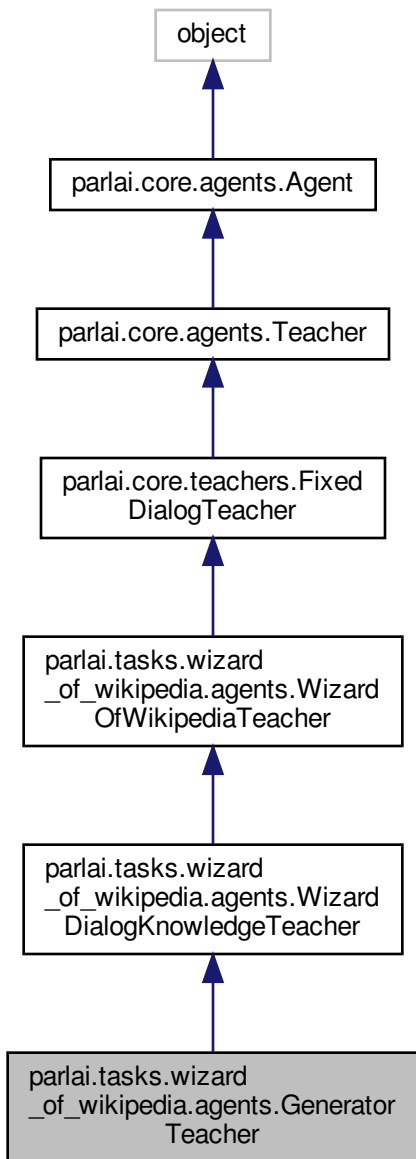 object
parlai.core.agents.Agent
parlai.core.agents.Teacher
parlai.core.teachers.Fixed
DialogTeacher
parlai.tasks.wizard
_of_wikipedia.agents.Wizard
OfWikipediaTeacher
parlai.tasks.wizard
_of_wikipedia.agents.Wizard
DialogKnowledgeTeacher
parlai.tasks.wizard
_of_wikipedia.agents.Generator
Teacher